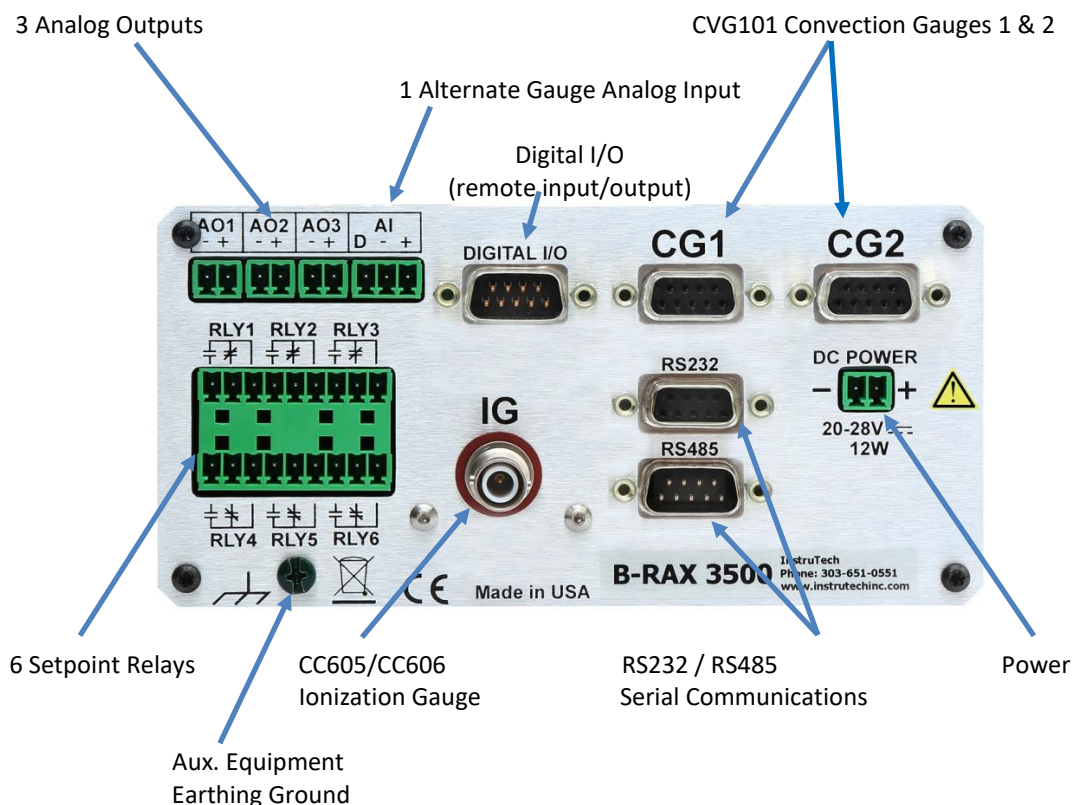 3 Analog Outputs
CVG101 Convection Gauges 1 & 2
1 Alternate Gauge Analog Input
Digital I/O
(remote input/output)
AO1 AO2 AO3 AI
- + - + - + D - +
DIGITAL I/O
CG1
CG2
RLY1 RLY2 RLY3
RS232
DC POWER
- +
20-28V
12W
IG
RS485
RLY4 RLY5 RLY6
B-RAX 3500
InstruTech
Phone: 303-651-0551
www.instrutechinc.com
CE
Made in USA
6 Setpoint Relays
CC605/CC606
Ionization Gauge
RS232 / RS485
Serial Communications
Power
Aux. Equipment
Earthing Ground